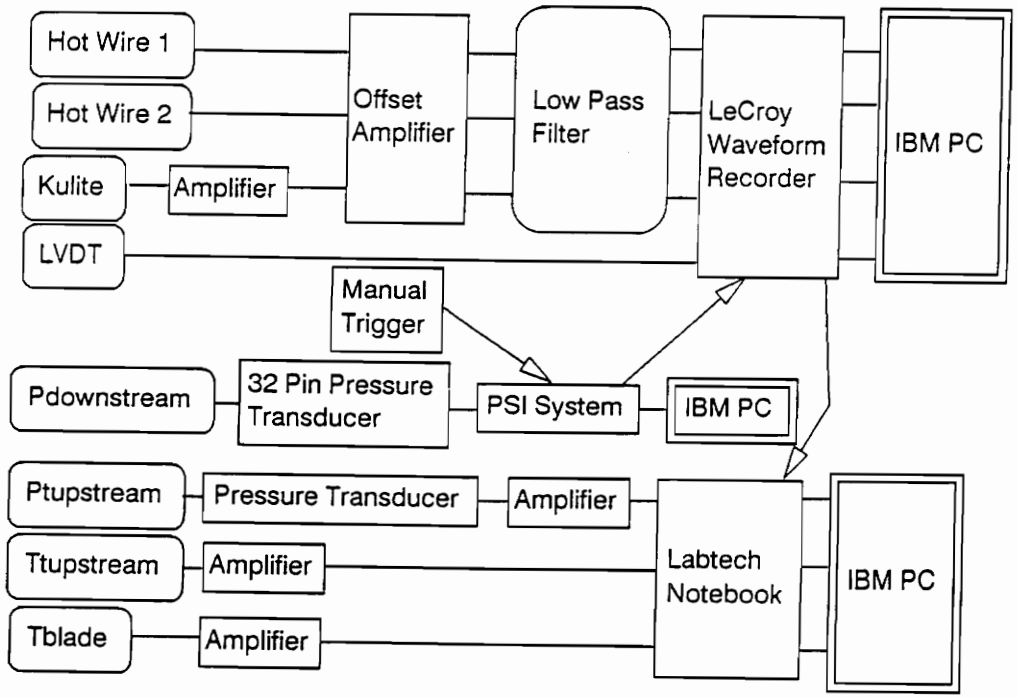 Hot Wire 1
Hot Wire 2
Kulite
Amplifier
LVDT
Offset
Amplifier
Low Pass
Filter
LeCroy
Waveform
Recorder
IBM PC
Manual
Trigger
Pdownstream
32 Pin Pressure
Transducer
PSI System
IBM PC
Ptupstream
Pressure Transducer
Amplifier
Ttupstream
Amplifier
Tblade
Amplifier
Labtech
Notebook
IBM PC